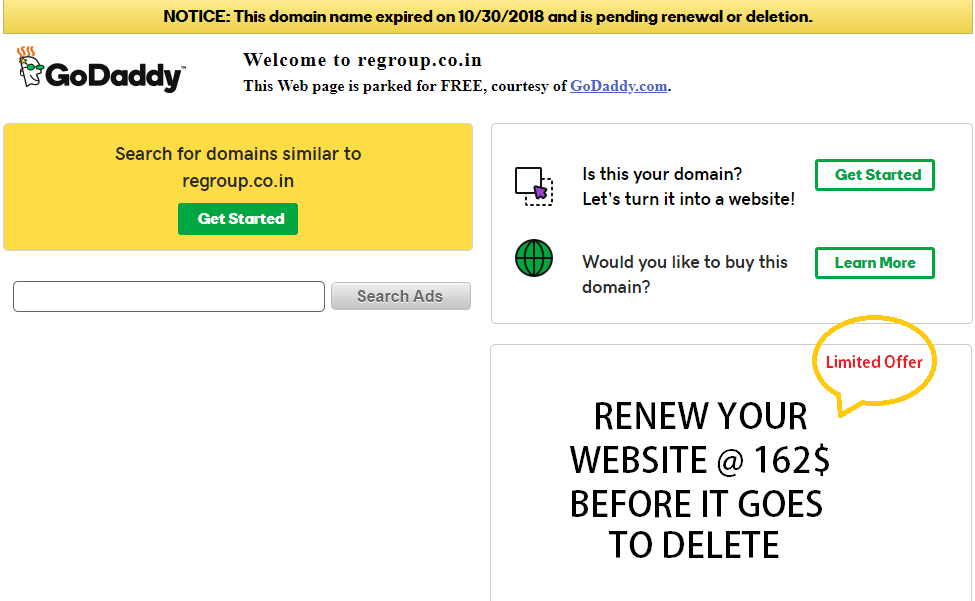 NOTICE: This domain name expired on 10/30/2018 and is pending renewal or deletion.
GoDaddy™
Welcome to regroup.co.in
This Web page is parked for FREE, courtesy of GoDaddy.com.
Search for domains similar to
regroup.co.in
Get Started
Search Ads
Is this your domain?
Let's turn it into a website!
Get Started
Would you like to buy this
domain?
Learn More
Limited Offer
RENEW YOUR
WEBSITE @ 162$
BEFORE IT GOES
TO DELETE